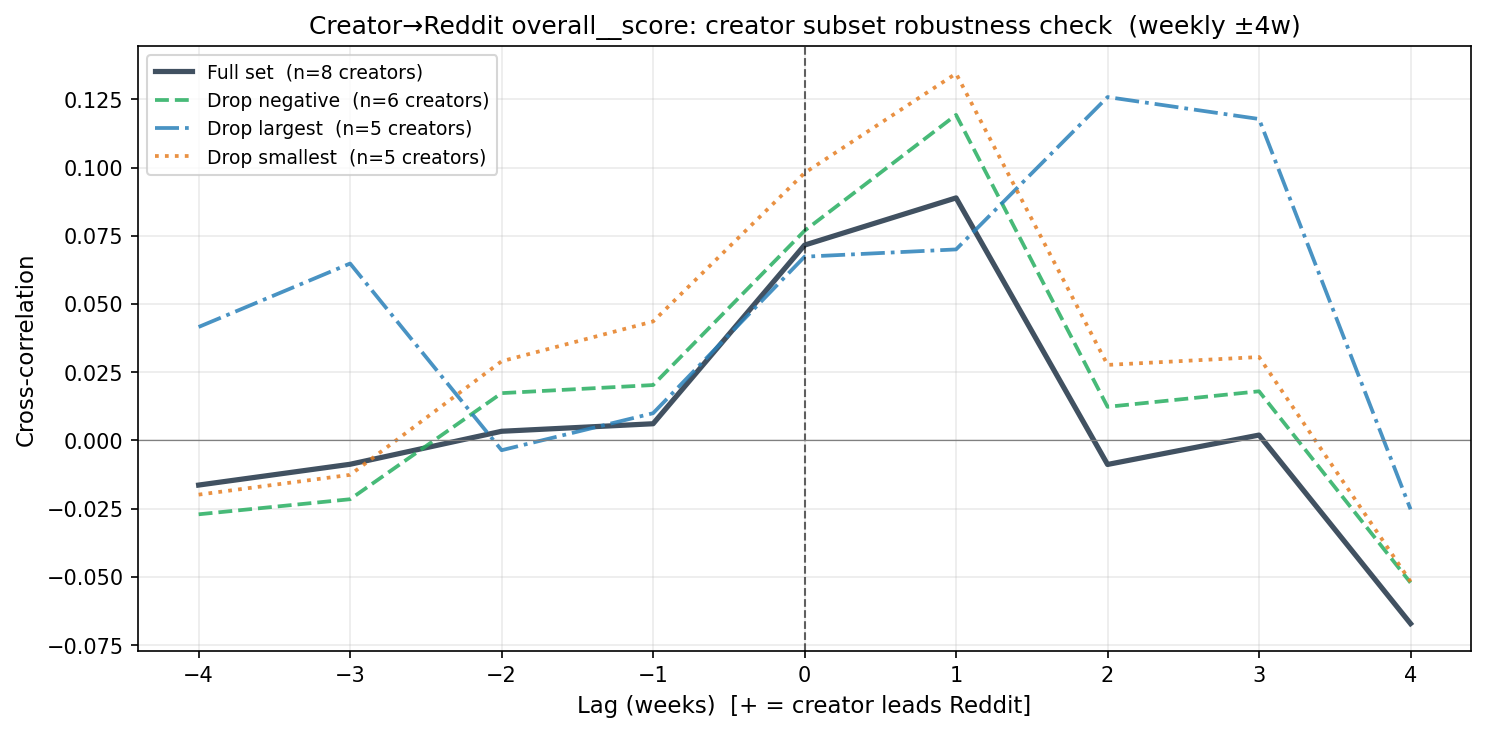 Creator→Reddit overall__score: creator subset robustness check (weekly ±4w)
Full set (n=8 creators)
Drop negative (n=6 creators)
Drop largest (n=5 creators)
Drop smallest (n=5 creators)
Cross-correlation
0.125
0.100
0.075
0.050
0.025
0.000
−0.025
−0.050
−0.075
−4 −3 −2 −1 0 1 2 3 4
Lag (weeks) [+ = creator leads Reddit]